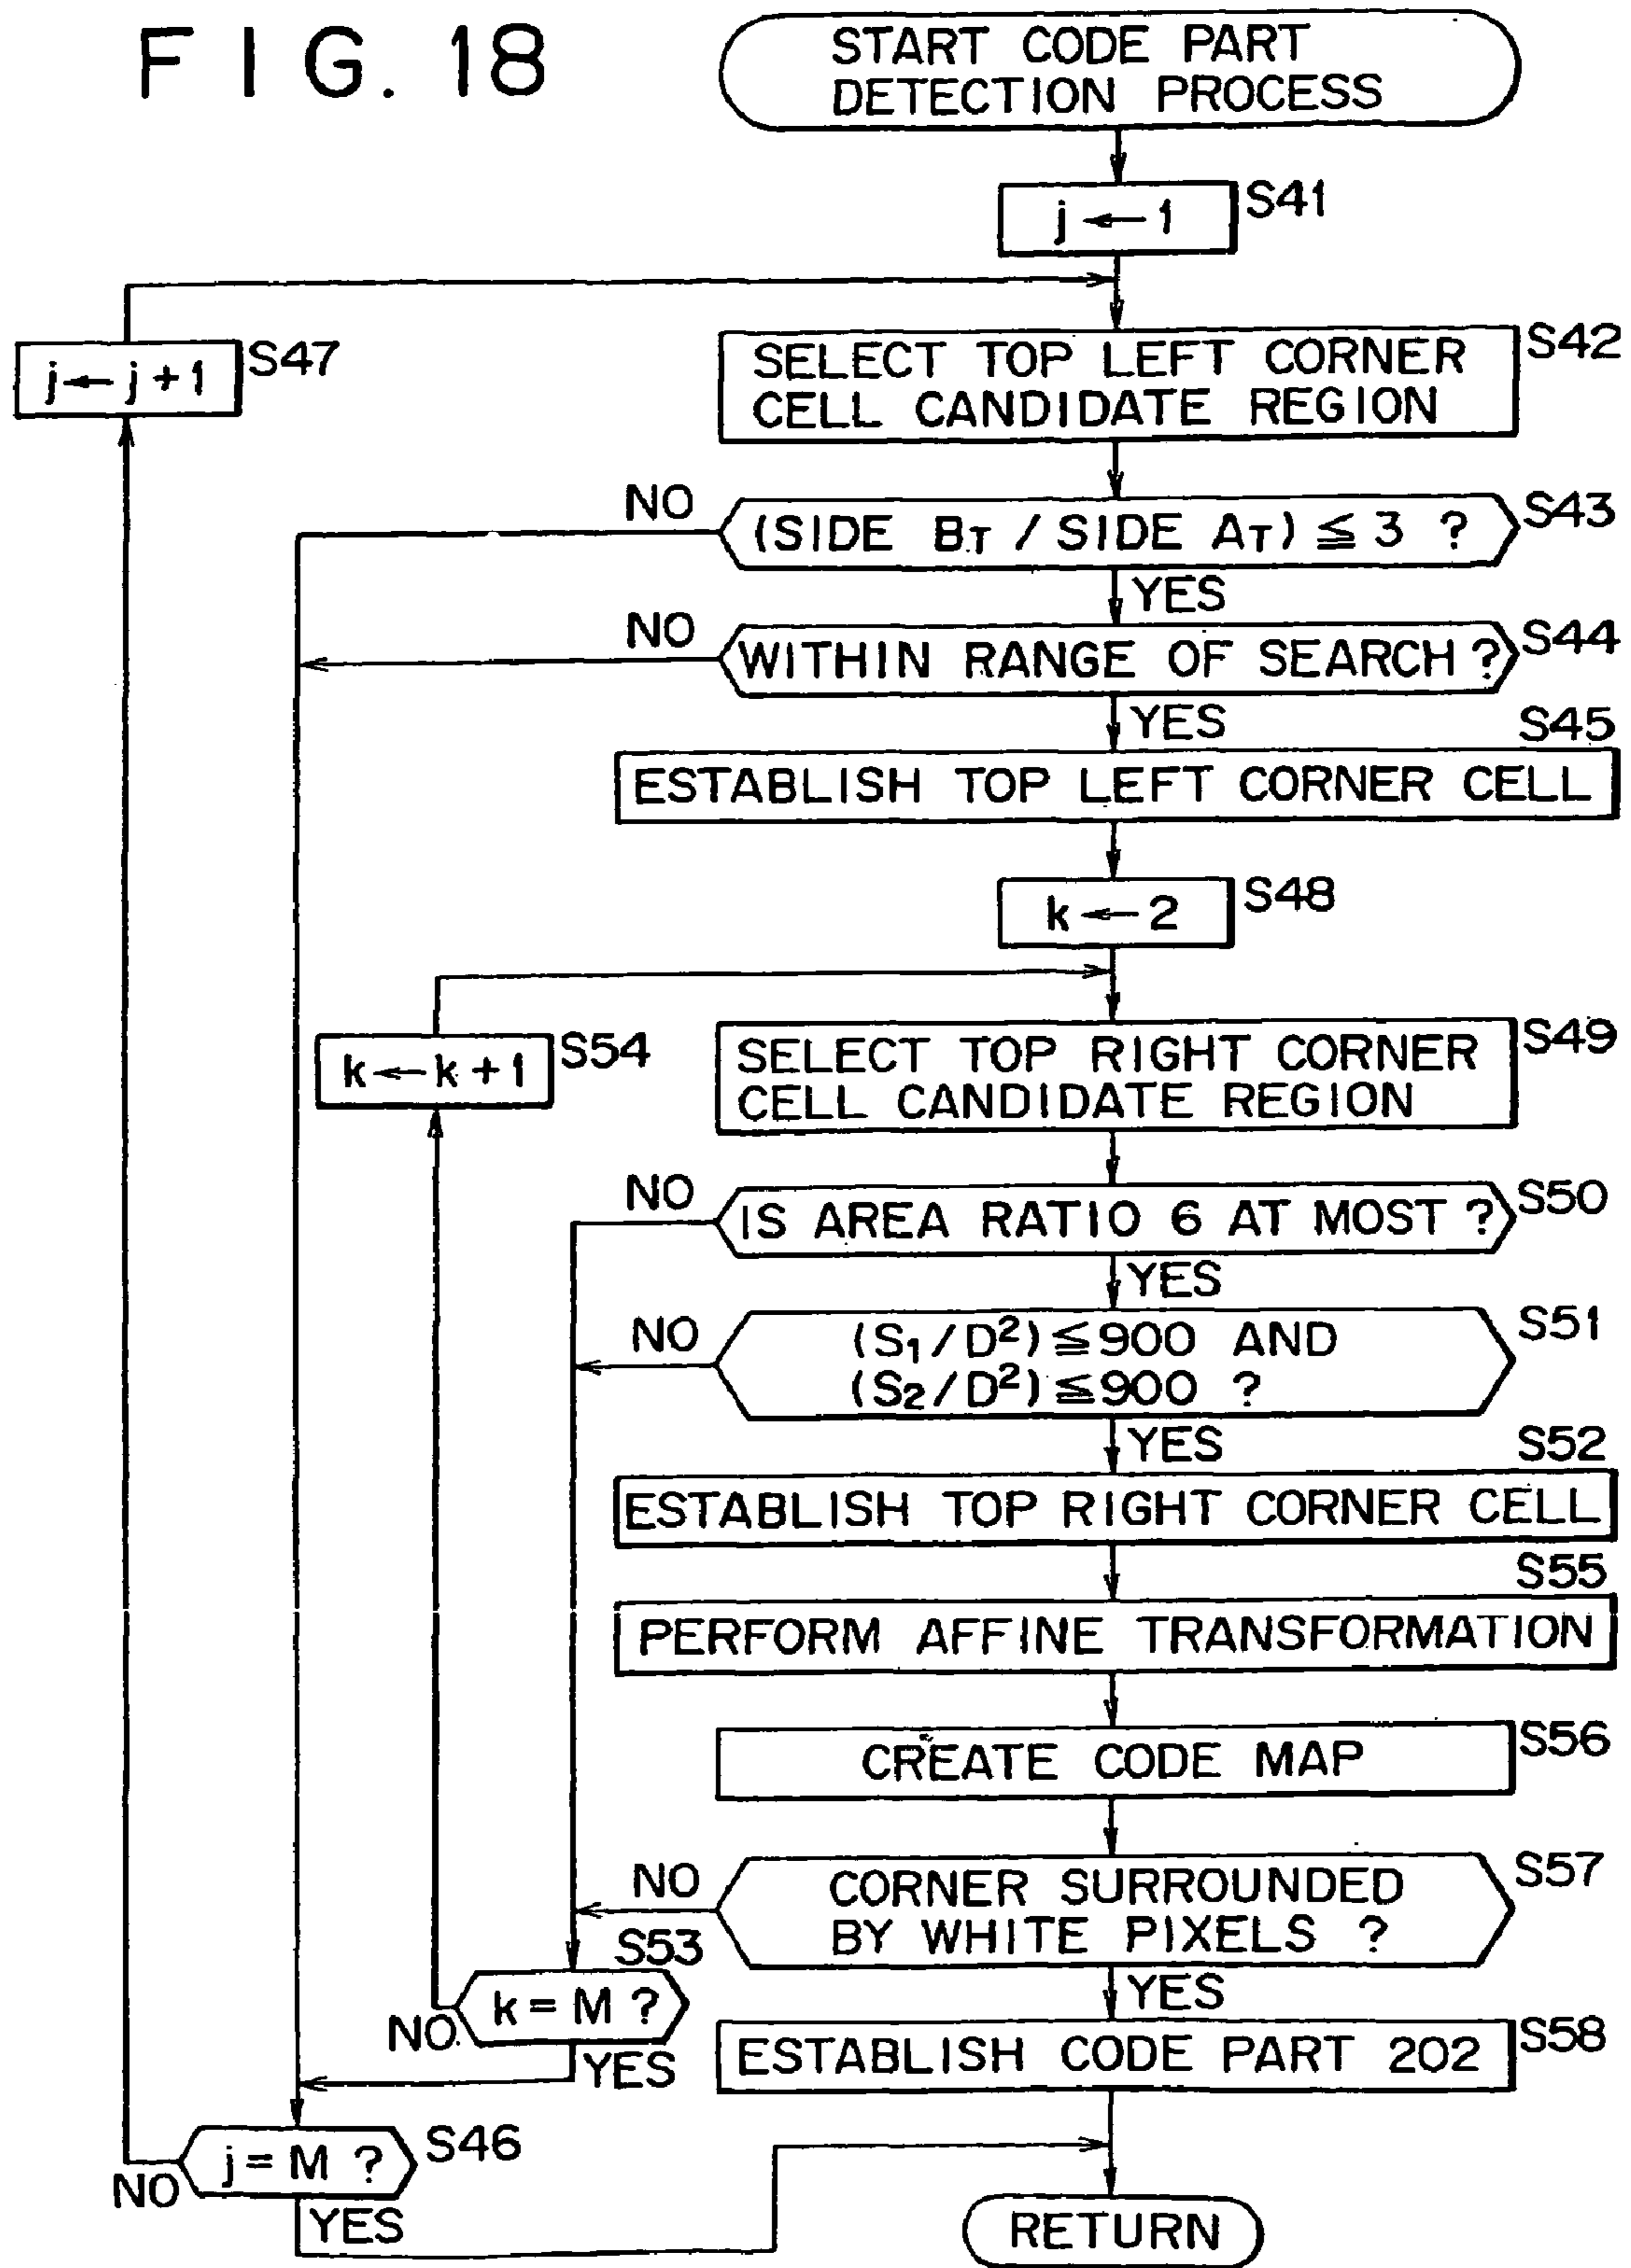 FIG. 18
START CODE PART
DETECTION PROCESS
j ← 1
S41
j ← j + 1
S47
SELECT TOP LEFT CORNER
CELL CANDIDATE REGION
S42
NO
(SIDE BT / SIDE AT) ≦ 3 ?
S43
YES
NO
WITHIN RANGE OF SEARCH ?
S44
YES
S45
ESTABLISH TOP LEFT CORNER CELL
k ← 2
S48
k ← k + 1
S54
SELECT TOP RIGHT CORNER
CELL CANDIDATE REGION
S49
NO
IS AREA RATIO 6 AT MOST ?
S50
YES
NO
(S1/D²) ≦ 900 AND
(S2/D²) ≦ 900 ?
S51
YES
S52
ESTABLISH TOP RIGHT CORNER CELL
S55
PERFORM AFFINE TRANSFORMATION
CREATE CODE MAP
S56
NO
CORNER SURROUNDED
BY WHITE PIXELS ?
S57
YES
S53
k = M ?
NO
YES
ESTABLISH CODE PART 202
S58
j = M ?
S46
NO
YES
RETURN